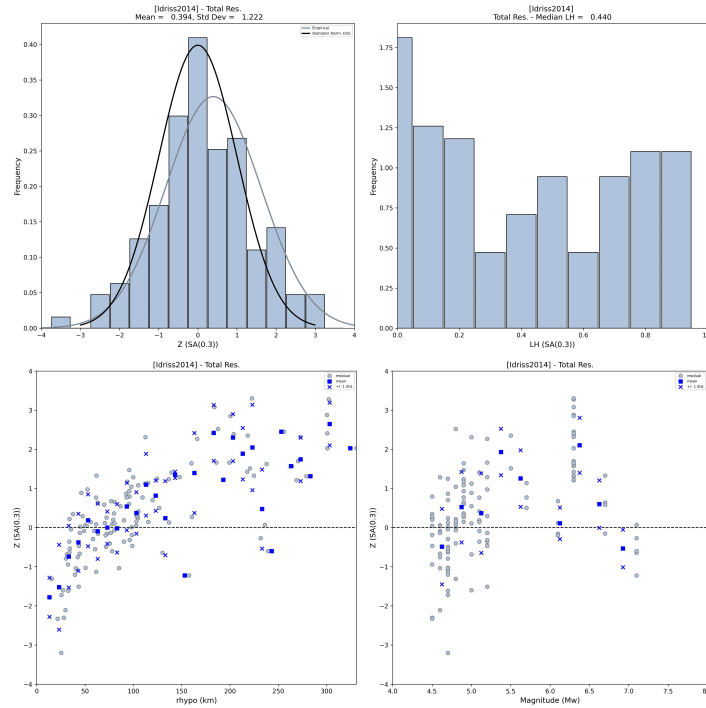 [Idriss2014] - Total Res.
Mean = 0.394, Std Dev = 1.222
Empirical
Standard. Norm. Dist.
Frequency
0.40
0.35
0.30
0.25
0.20
0.15
0.10
0.05
0.00
−4 −3 −2 −1 0 1 2 3 4
Z (SA(0.3))
[Idriss2014]
Total Res. - Median LH = 0.440
Frequency
1.75
1.50
1.25
1.00
0.75
0.50
0.25
0.00
0.0 0.2 0.4 0.6 0.8
LH (SA(0.3))
[Idriss2014] - Total Res.
residual
mean
+/- 1 Std.
Z (SA(0.3))
4
3
2
1
0
−1
−2
−3
−4
0 50 100 150 200 250 300
rhypo (km)
[Idriss2014] - Total Res.
residual
mean
+/- 1 Std.
Z (SA(0.3))
4
3
2
1
0
−1
−2
−3
−4
4.0 4.5 5.0 5.5 6.0 6.5 7.0 7.5
Magnitude (Mw)